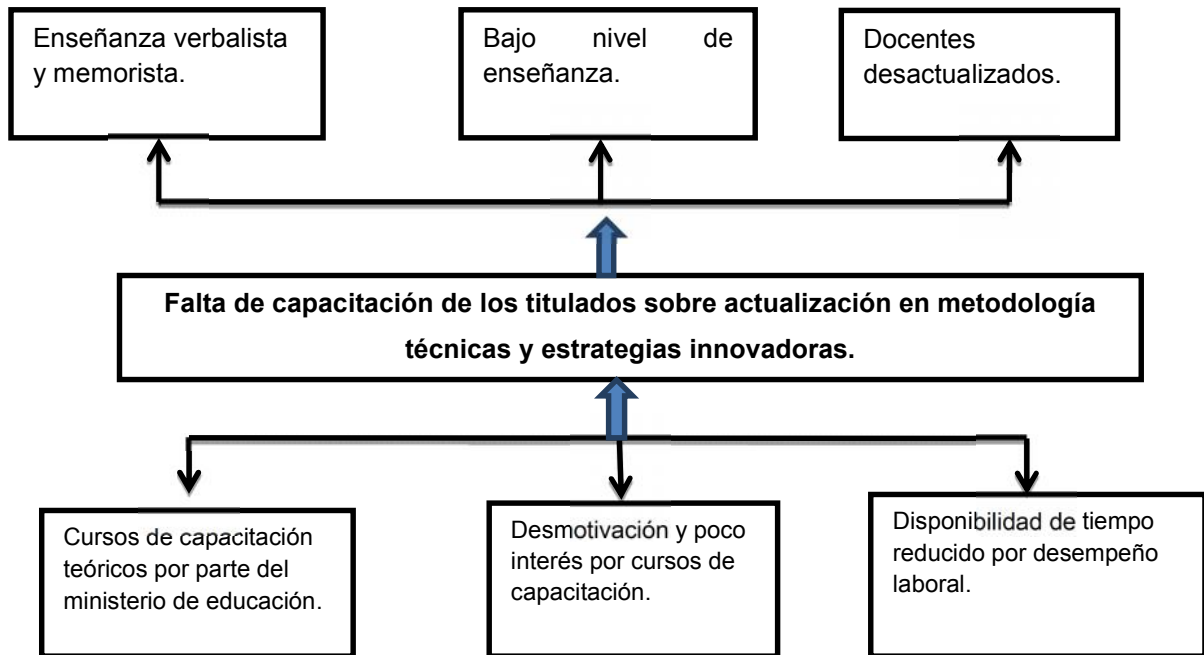 Enseñanza verbalista
y memorista.
Bajo nivel de
enseñanza.
Docentes
desactualizados.
Falta de capacitación de los titulados sobre actualización en metodología
técnicas y estrategias innovadoras.
Cursos de capacitación
teóricos por parte del
ministerio de educación.
Desmotivación y poco
interés por cursos de
capacitación.
Disponibilidad de tiempo
reducido por desempeño
laboral.